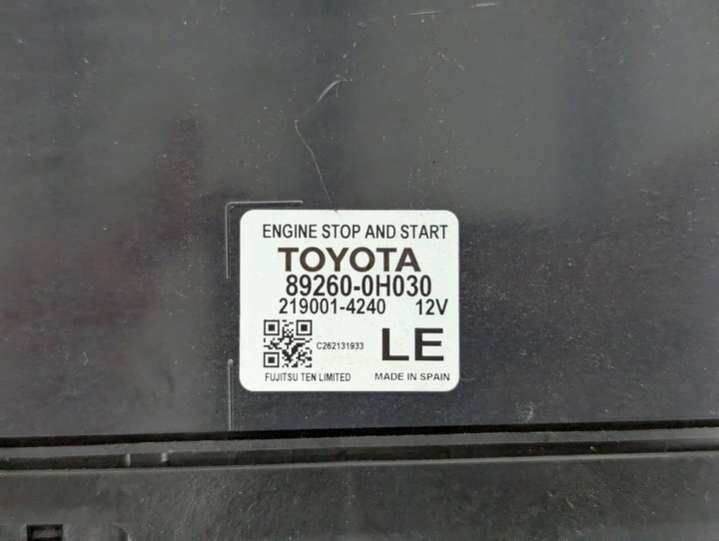 ENGINE STOP AND START
TOYOTA
89260-0H030
219001-4240 12V
C262131933 LE
FUJITSU TEN LIMITED MADE IN SPAIN